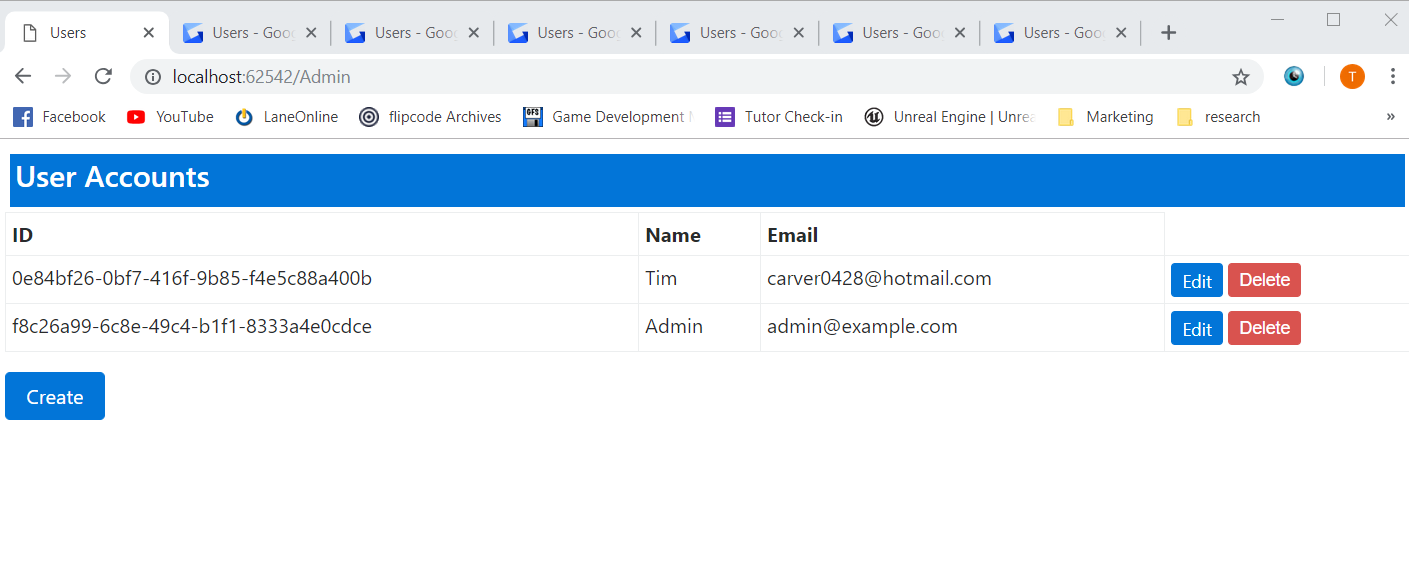 Users Users - Goog Users - Goo Users - Goo Users - Goo Users - Goo Users - Goo
localhost:62542/Admin T
Facebook YouTube LaneOnline flipcode Archives GFS Game Development Tutor Check-in Unreal Engine | Unrea Marketing research »
User Accounts
ID Name Email
0e84bf26-0bf7-416f-9b85-f4e5c88a400b Tim carver0428@hotmail.com Edit Delete
f8c26a99-6c8e-49c4-b1f1-8333a4e0cdce Admin admin@example.com Edit Delete
Create